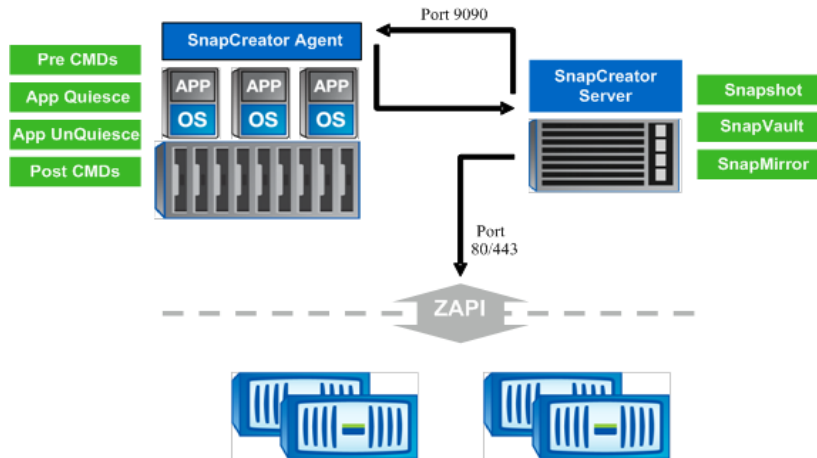 Port 9090
SnapCreator Agent
Pre CMDs
App Quiesce
App UnQuiesce
Post CMDs
APP
APP
APP
OS
OS
OS
SnapCreator
Server
Snapshot
SnapVault
SnapMirror
Port
80/443
ZAPI